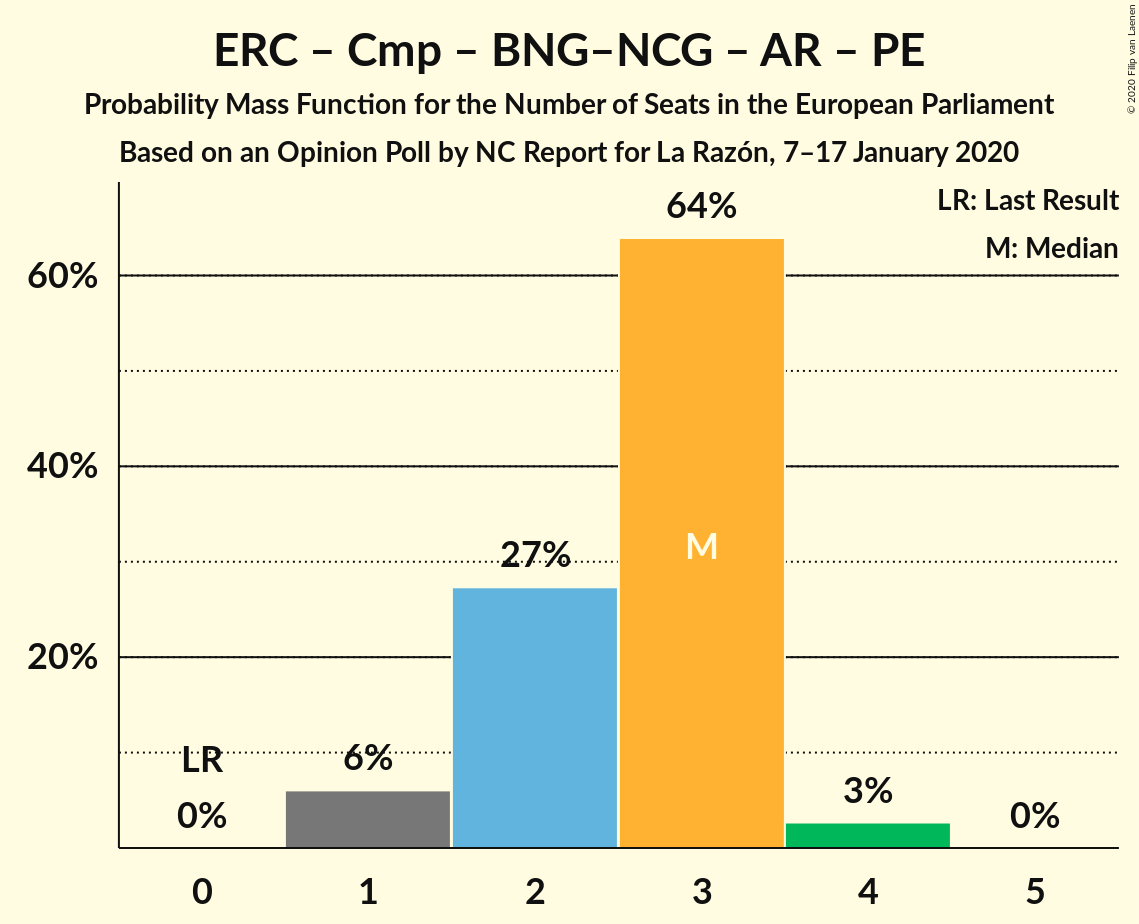 ERC – Cmp – BNG–NCG – AR – PE
Probability Mass Function for the Number of Seats in the European Parliament
Based on an Opinion Poll by NC Report for La Razón, 7–17 January 2020
© 2020 Filip van Laenen
LR: Last Result
M: Median
64%
60%
40%
27%
M
20%
LR
6%
3%
0%
0%
0 1 2 3 4 5